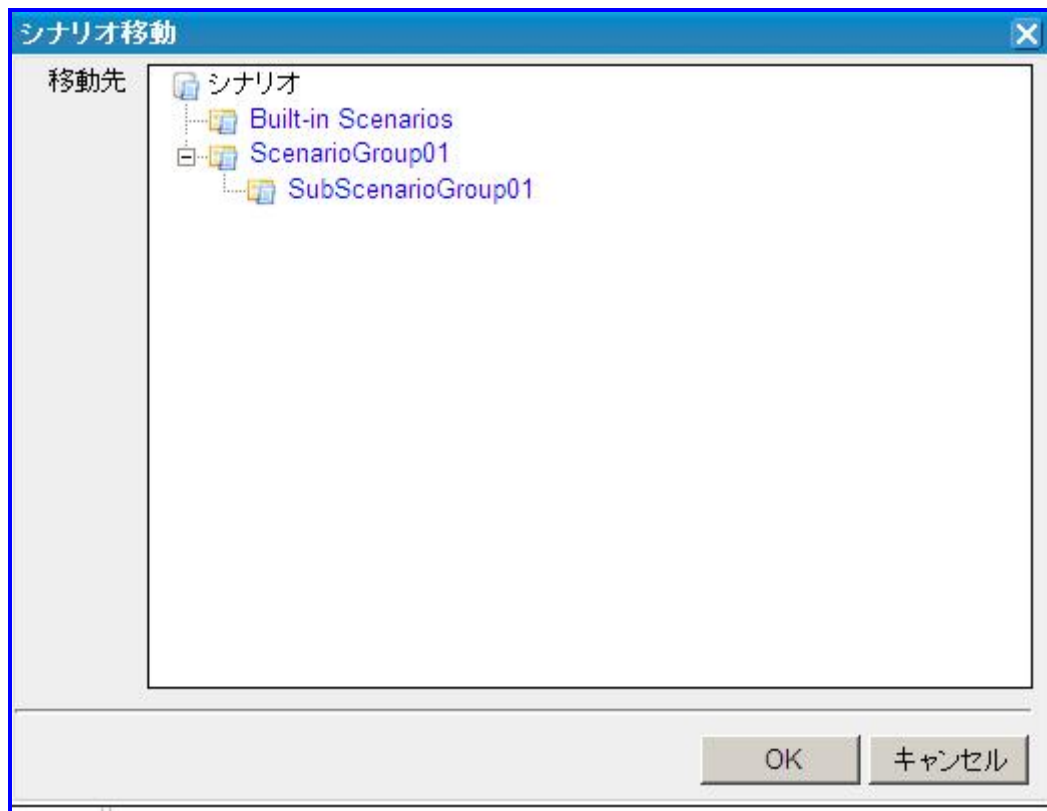 シナリオ移動
移動先
シナリオ
Built-in Scenarios
ScenarioGroup01
SubScenarioGroup01
OK
キャンセル